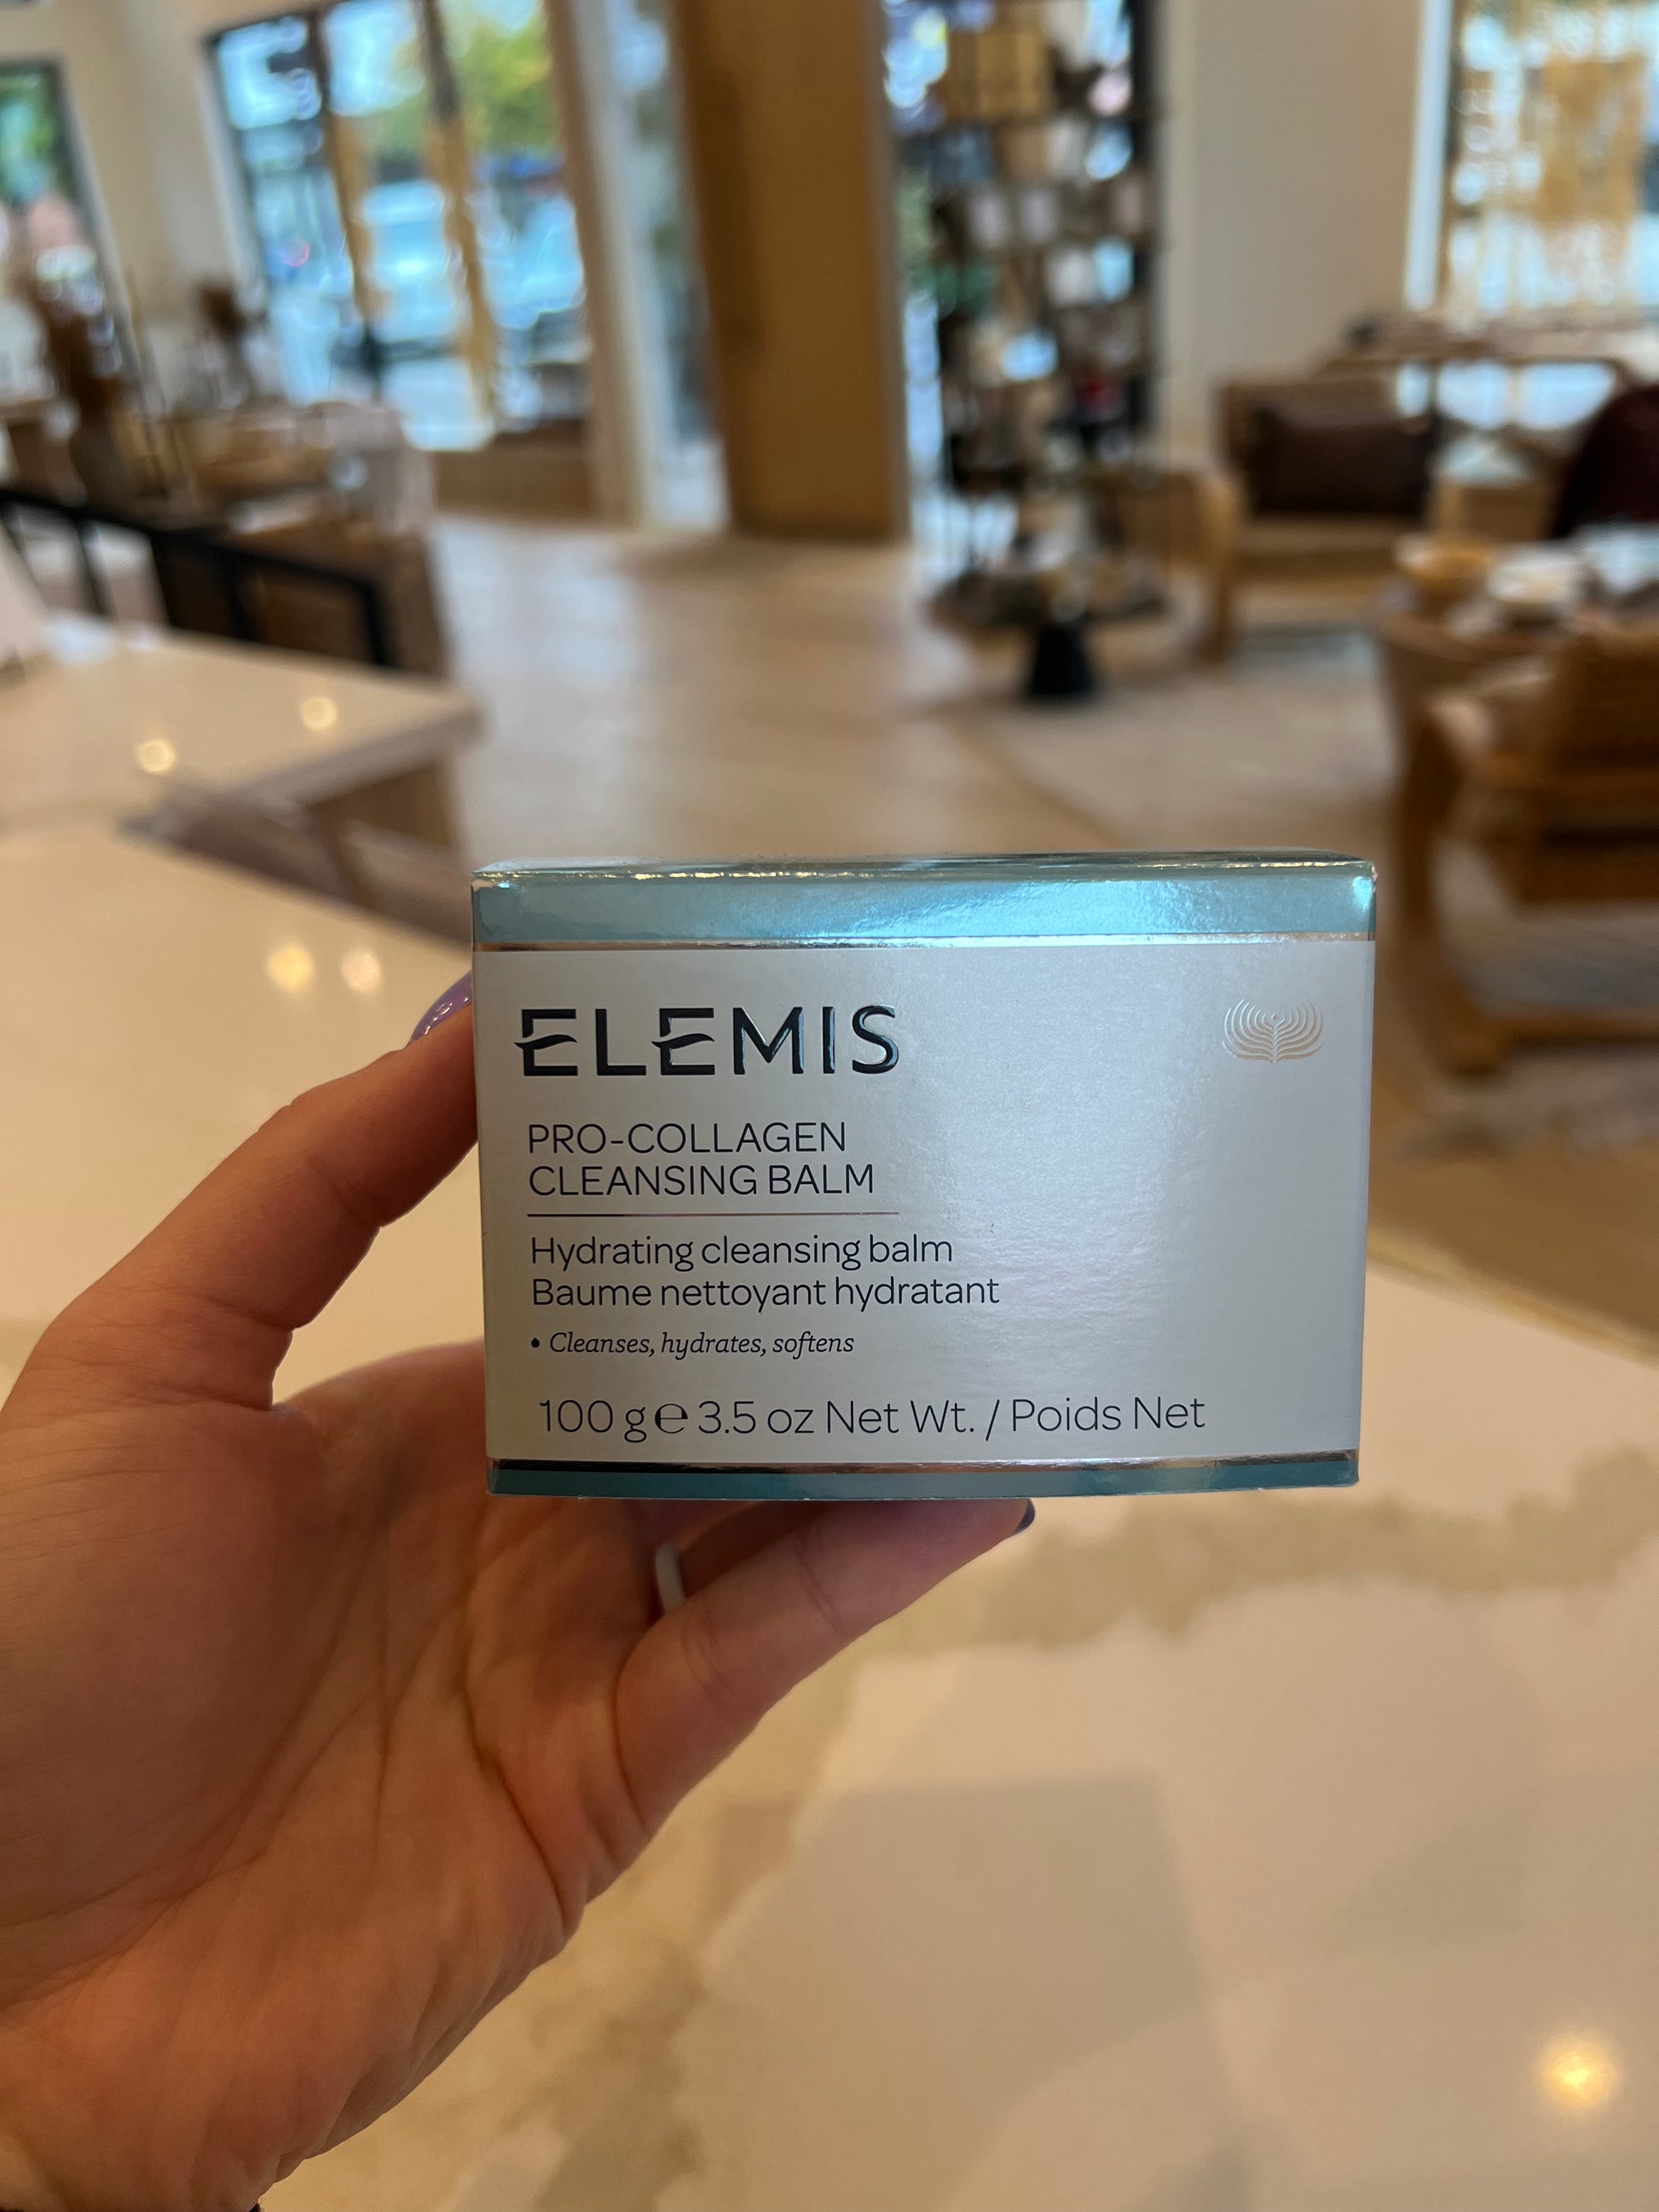 ELEMIS
PRO-COLLAGEN
CLEANSING BALM
Hydrating cleansing balm
Baume nettoyant hydratant
• Cleanses, hydrates, softens
100 g ℮ 3.5 oz Net Wt. / Poids Net